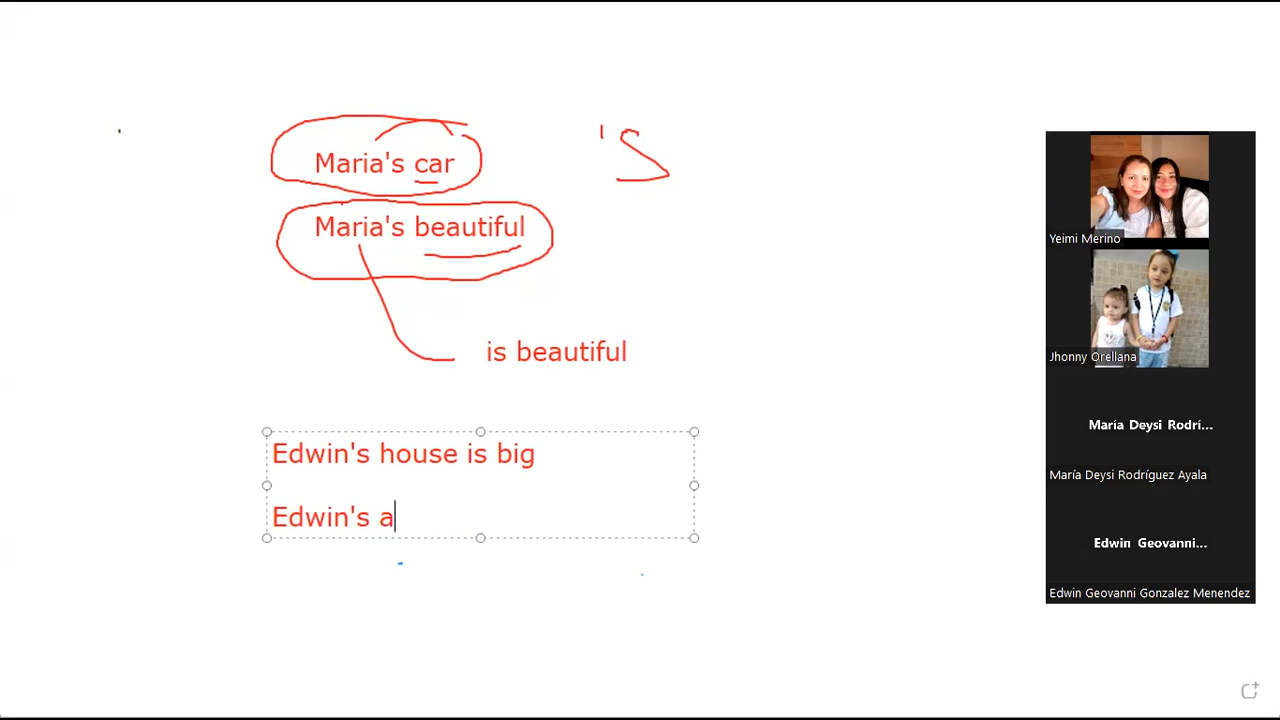 Maria's car
's
Maria's beautiful
is beautiful
Edwin's house is big
Edwin's a
Yeimi Merino
Jhonny Orellana
María Deysi Rodrí...
María Deysi Rodríguez Ayala
Edwin Geovanni...
Edwin Geovanni Gonzalez Menendez